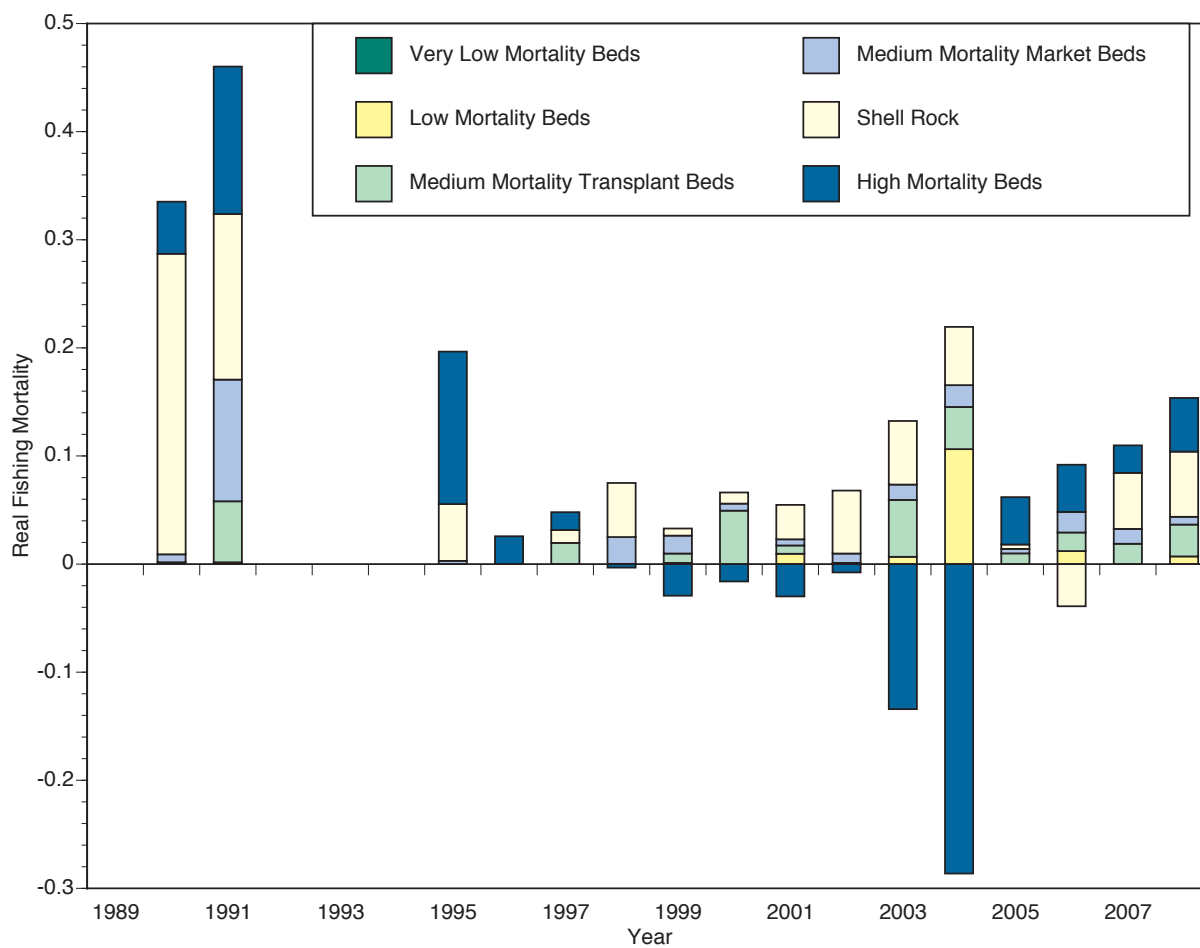 0.5
0.4
0.3
0.2
0.1
0
-0.1
-0.2
-0.3
Real Fishing Mortality
Very Low Mortality Beds
Low Mortality Beds
Medium Mortality Transplant Beds
Medium Mortality Market Beds
Shell Rock
High Mortality Beds
1989 1991 1993 1995 1997 1999 2001 2003 2005 2007
Year